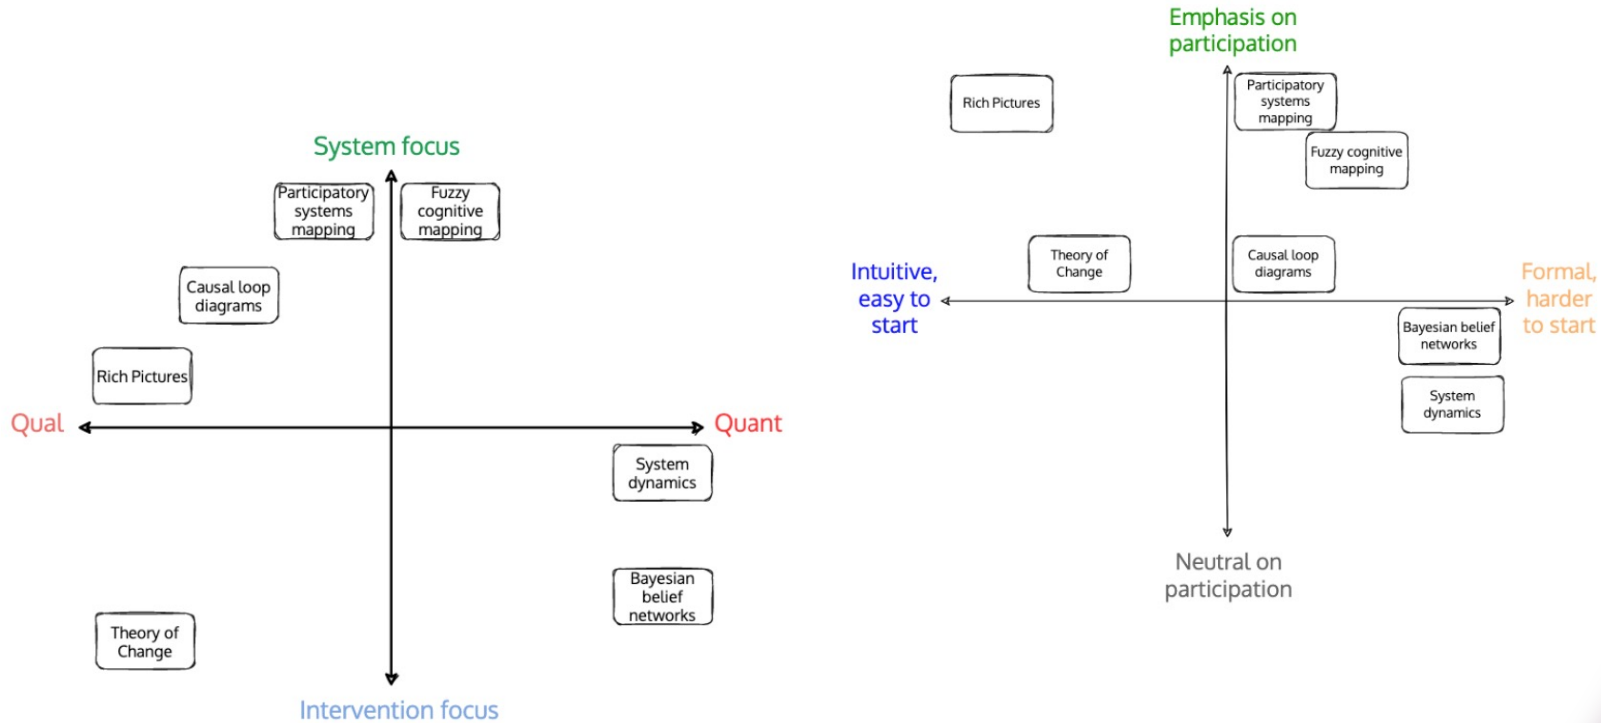 System focus
Participatory
systems
mapping
Fuzzy
cognitive
mapping
Causal loop
diagrams
Rich Pictures
Qual
Quant
System
dynamics
Bayesian
belief
networks
Theory of
Change
Intervention focus
Emphasis on
participation
Rich Pictures
Participatory
systems
mapping
Fuzzy cognitive
mapping
Theory of
Change
Causal loop
diagrams
Intuitive,
easy to
start
Formal,
harder
to start
Bayesian belief
networks
System
dynamics
Neutral on
participation